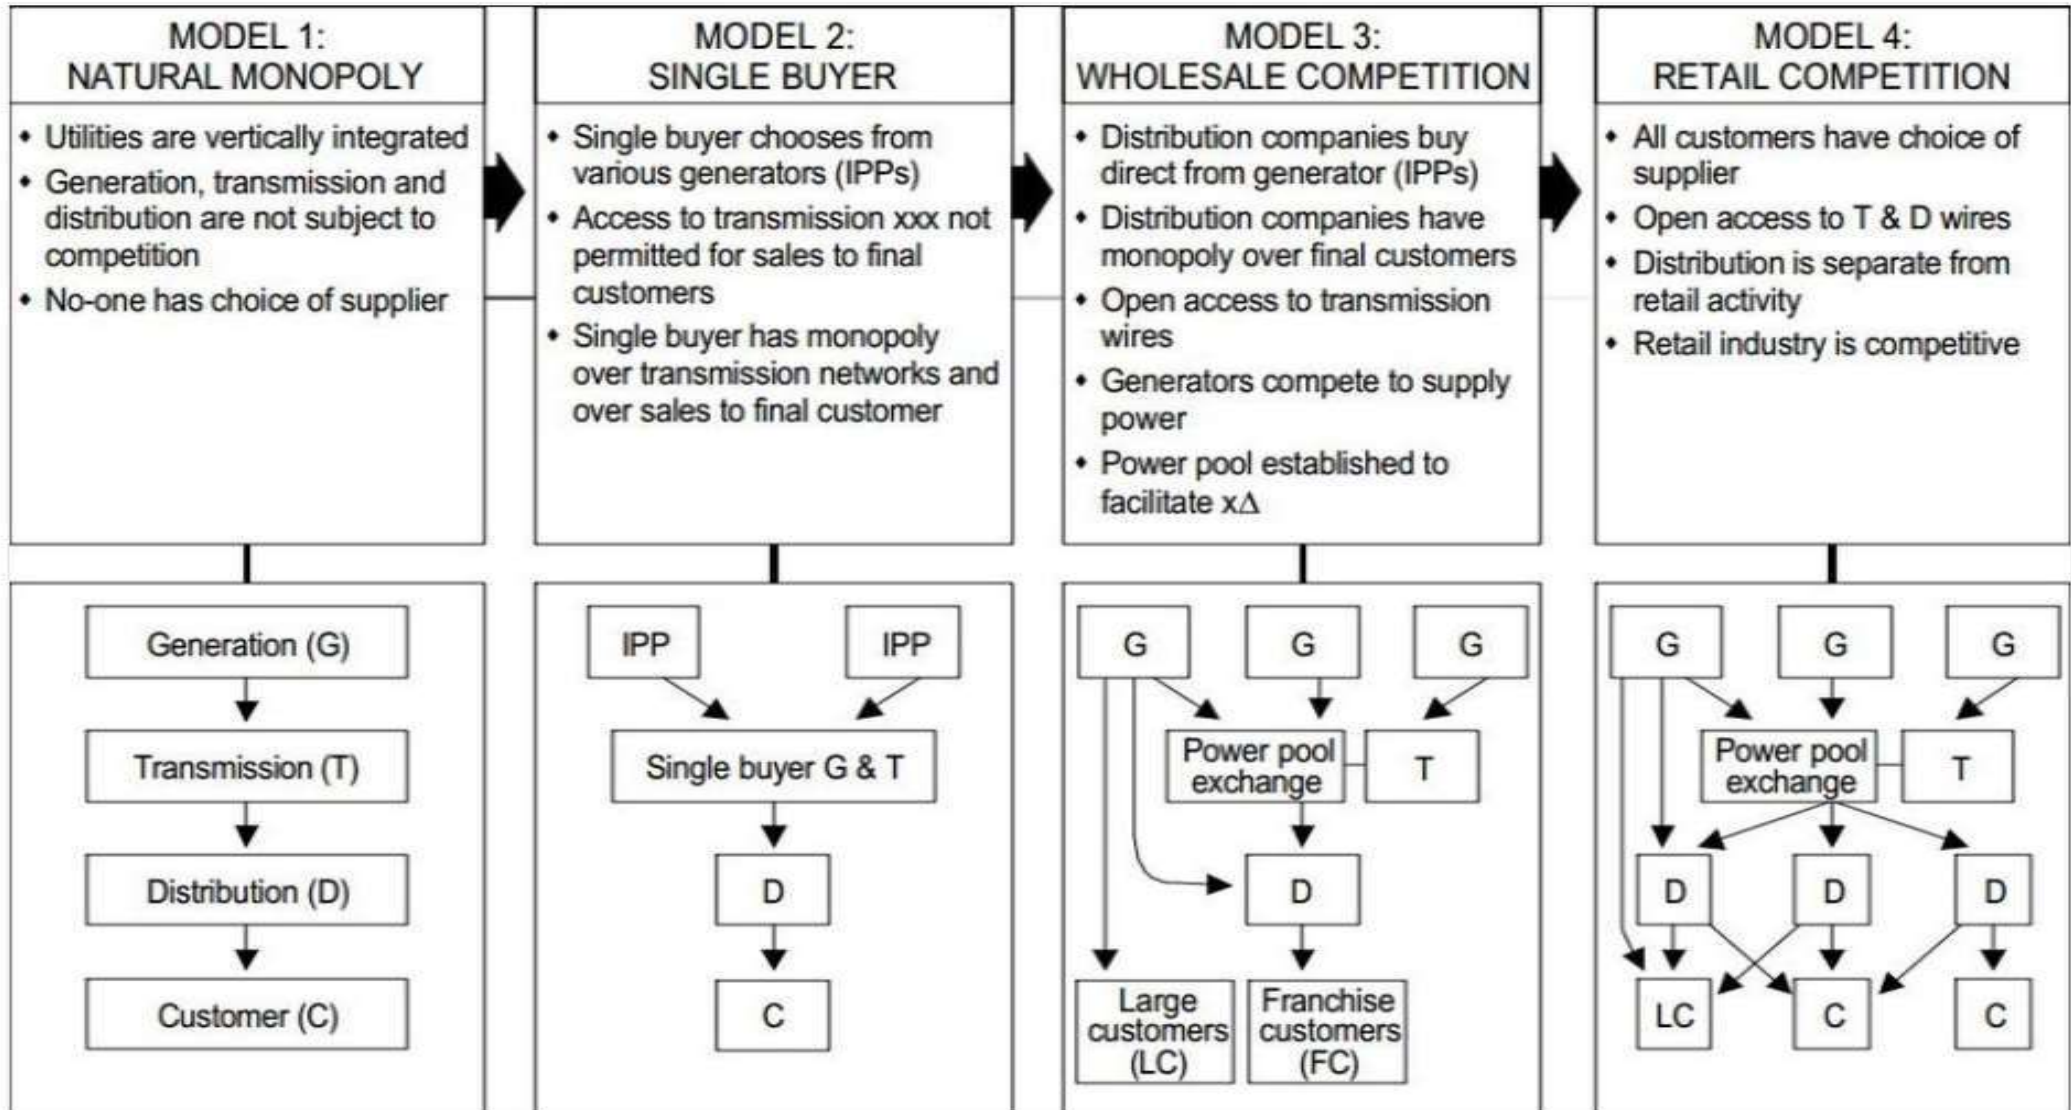 MODEL 1:
NATURAL MONOPOLY
• Utilities are vertically integrated
• Generation, transmission and
distribution are not subject to
competition
• No-one has choice of supplier
MODEL 2:
SINGLE BUYER
• Single buyer chooses from
various generators (IPPs)
• Access to transmission xxx not
permitted for sales to final
customers
• Single buyer has monopoly
over transmission networks and
over sales to final customer
MODEL 3:
WHOLESALE COMPETITION
• Distribution companies buy
direct from generator (IPPs)
• Distribution companies have
monopoly over final customers
• Open access to transmission
wires
• Generators compete to supply
power
• Power pool established to
facilitate xΔ
MODEL 4:
RETAIL COMPETITION
• All customers have choice of
supplier
• Open access to T & D wires
• Distribution is separate from
retail activity
• Retail industry is competitive
Generation (G)
Transmission (T)
Distribution (D)
Customer (C)
IPP
IPP
Single buyer G & T
D
C
G
G
G
Power pool
exchange
T
D
Large
customers
(LC)
Franchise
customers
(FC)
G
G
G
Power pool
exchange
T
D
D
D
LC
C
C